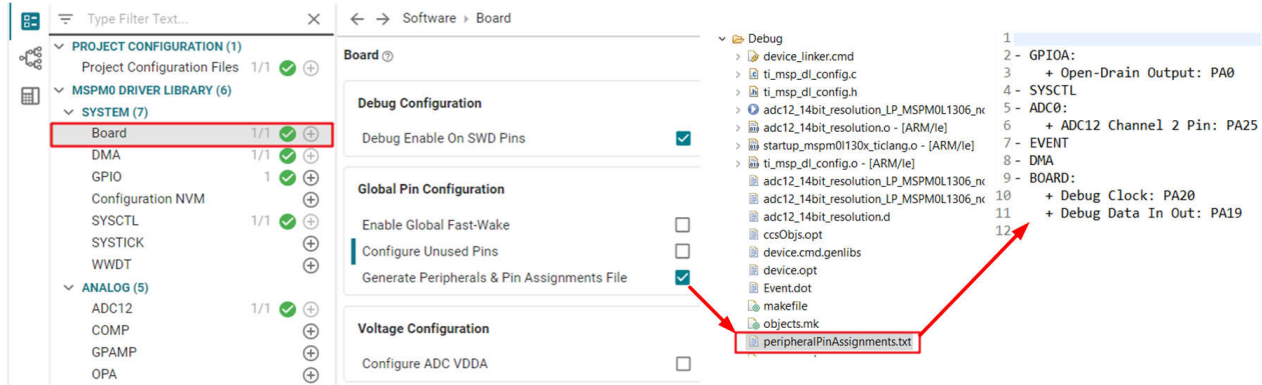 Type Filter Text...
PROJECT CONFIGURATION (1)
Project Configuration Files 1/1
MSPM0 DRIVER LIBRARY (6)
SYSTEM (7)
Board 1/1
DMA 1/1
GPIO 1
Configuration NVM
SYSCTL 1/1
SYSTICK
WWDT
ANALOG (5)
ADC12 1/1
COMP
GPAMP
OPA
Software > Board
Board
Debug Configuration
Debug Enable On SWD Pins
Global Pin Configuration
Enable Global Fast-Wake
Configure Unused Pins
Generate Peripherals & Pin Assignments File
Voltage Configuration
Configure ADC VDDA
Debug
device_linker.cmd
ti_msp_dl_config.c
ti_msp_dl_config.h
adc12_14bit_resolution_LP_MSPM0L1306_nc
adc12_14bit_resolution.o - [ARM/le]
startup_mspm0l130x_ticlang.o - [ARM/le]
ti_msp_dl_config.o - [ARM/le]
adc12_14bit_resolution_LP_MSPM0L1306_nc
adc12_14bit_resolution_LP_MSPM0L1306_nc
adc12_14bit_resolution.d
ccsObjs.opt
device.cmd.genlibs
device.opt
Event.dot
makefile
objects.mk
peripheralPinAssignments.txt
1
2 - GPIOA:
3 + Open-Drain Output: PA0
4 - SYSCTL
5 - ADC0:
6 + ADC12 Channel 2 Pin: PA25
7 - EVENT
8 - DMA
9 - BOARD:
10 + Debug Clock: PA20
11 + Debug Data In Out: PA19
12